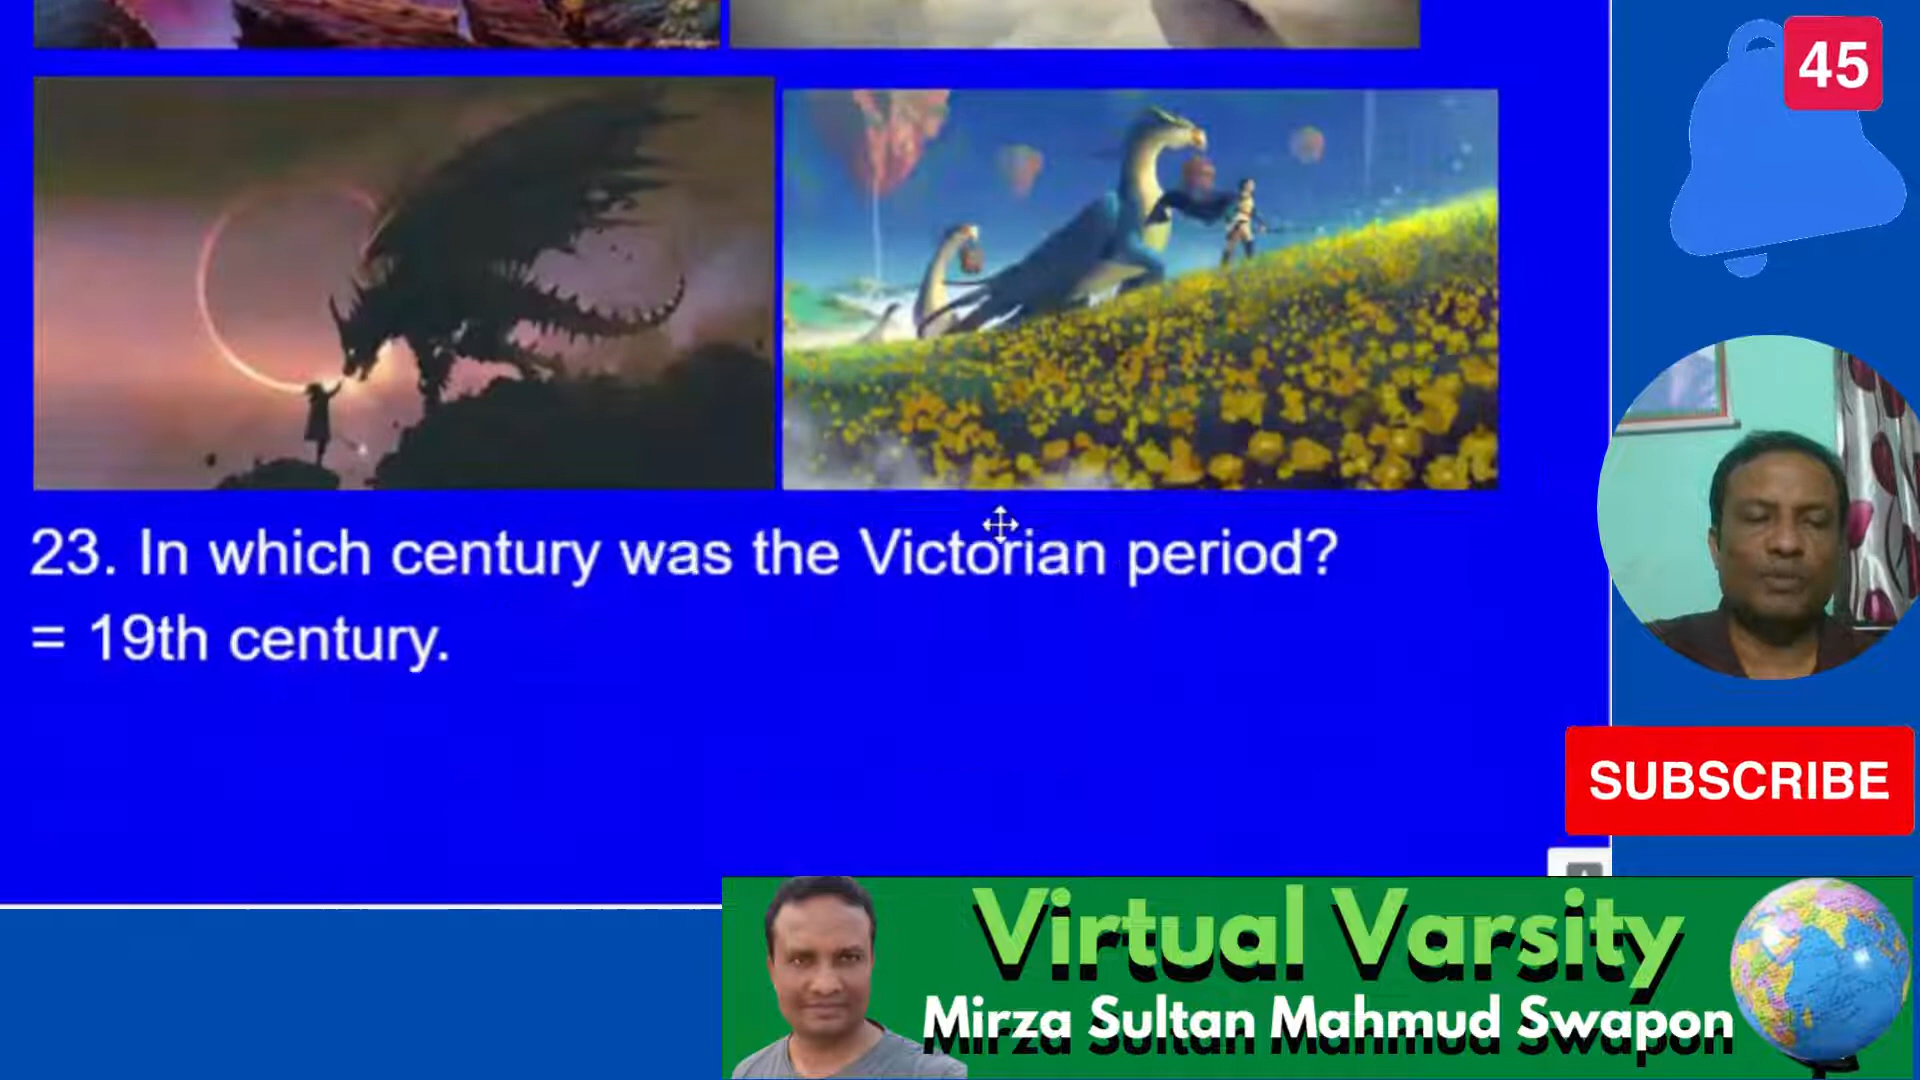 45
23. In which century was the Victorian period?
= 19th century.
SUBSCRIBE
Virtual Varsity
Mirza Sultan Mahmud Swapon